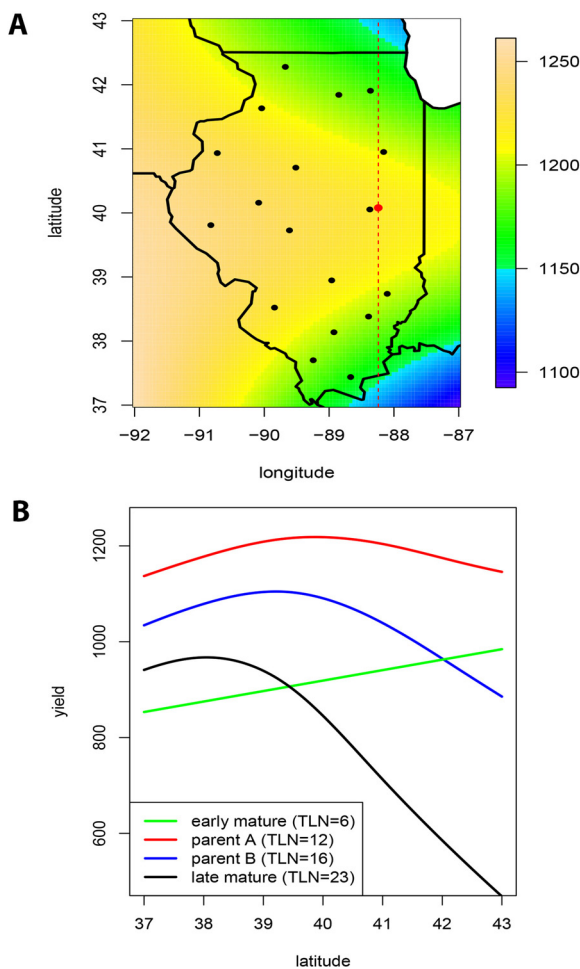 A
43
42
41
40
39
38
37
latitude
−92 −91 −90 −89 −88 −87
longitude
1250
1200
1150
1100
B
1200
1000
800
600
yield
early mature (TLN=6)
parent A (TLN=12)
parent B (TLN=16)
late mature (TLN=23)
37 38 39 40 41 42 43
latitude